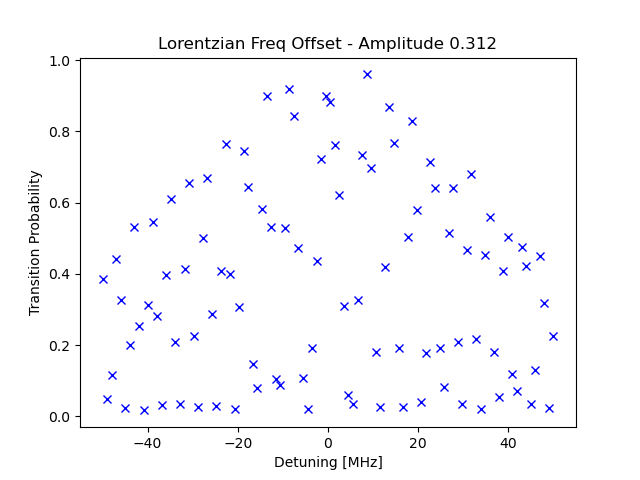 Lorentzian Freq Offset - Amplitude 0.312
1.0
0.8
0.6
0.4
0.2
0.0
Transition Probability
−40 −20 0 20 40
Detuning [MHz]